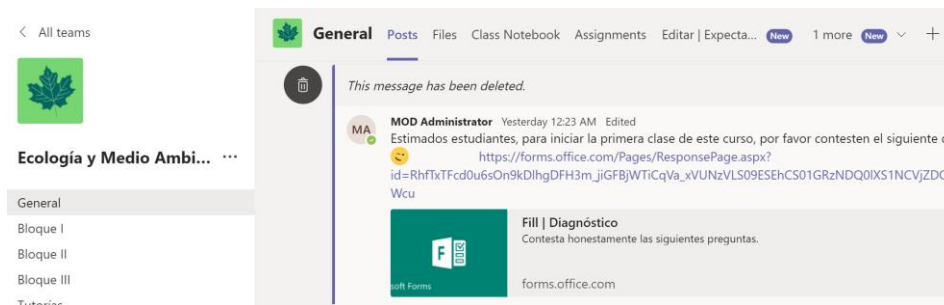 All teams
Ecología y Medio Ambi... ...
General
Bloque I
Bloque II
Bloque III
Tutorías
General Posts Files Class Notebook Assignments Editar | Expecta... New 1 more New
This message has been deleted.
MA
MOD Administrator Yesterday 12:23 AM Edited
Estimados estudiantes, para iniciar la primera clase de este curso, por favor contesten el siguiente
https://forms.office.com/Pages/ResponsePage.aspx?
Wcu
Fill | Diagnóstico
Contesta honestamente las siguientes preguntas.
soft Forms
forms.office.com